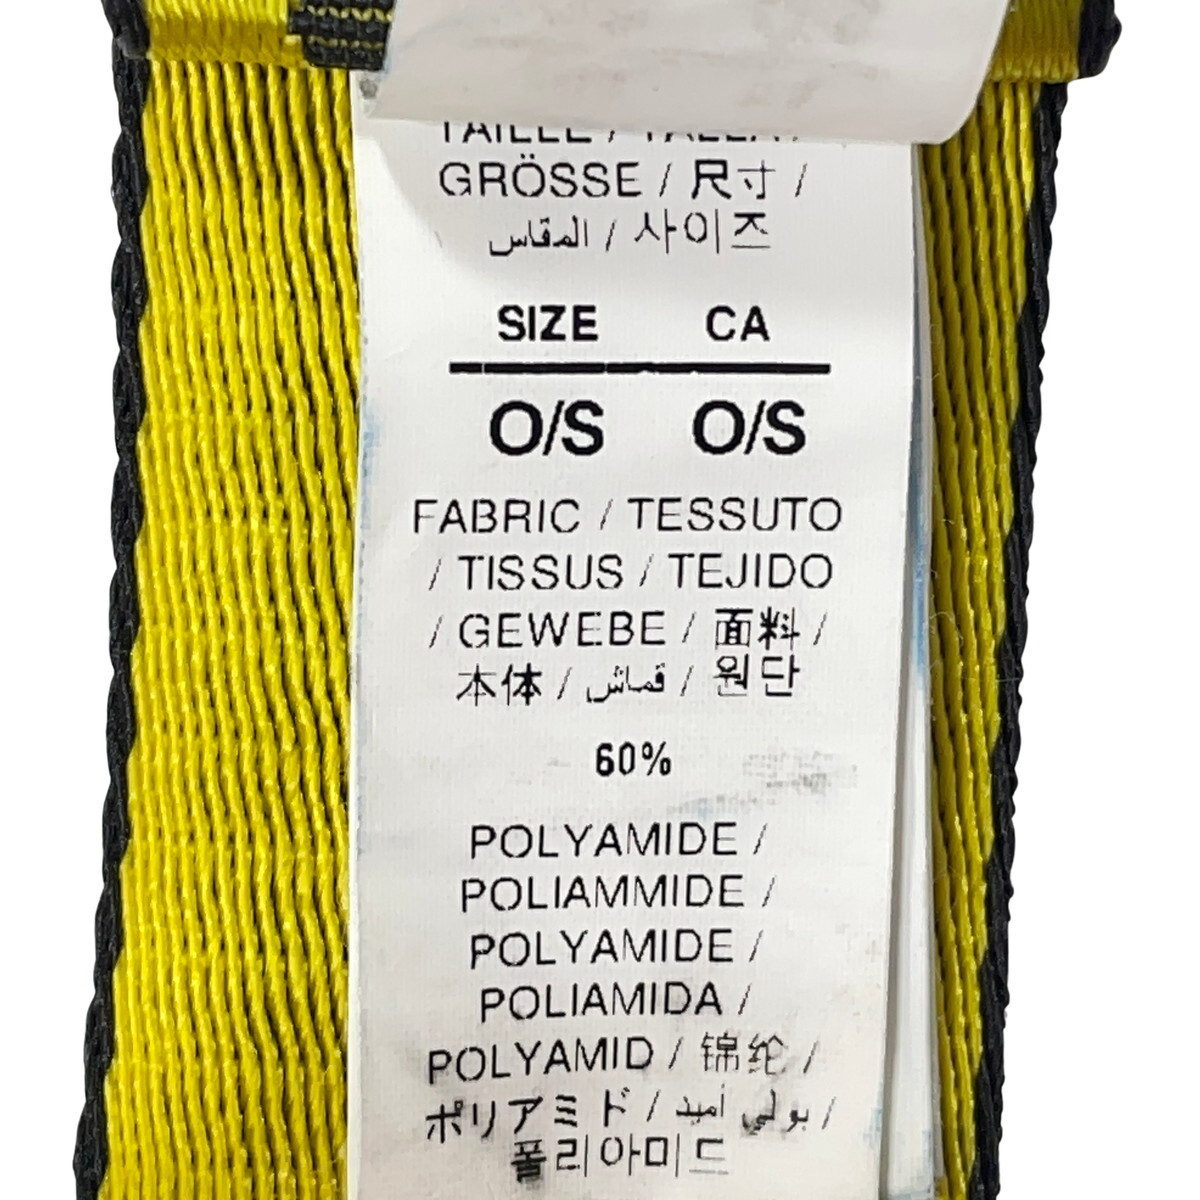 TAILLE / TALLA /
GRÖSSE / 尺寸 /
المقاس / 사이즈
SIZE CA
O/S O/S
FABRIC / TESSUTO
/ TISSUS / TEJIDO
/ GEWEBE / 面料 /
本体 / قماش / 원단
60%
POLYAMIDE /
POLIAMMIDE /
POLYAMIDE /
POLIAMIDA /
POLYAMID / 锦纶 /
ポリアミド / بولي أميد /
폴리아미드